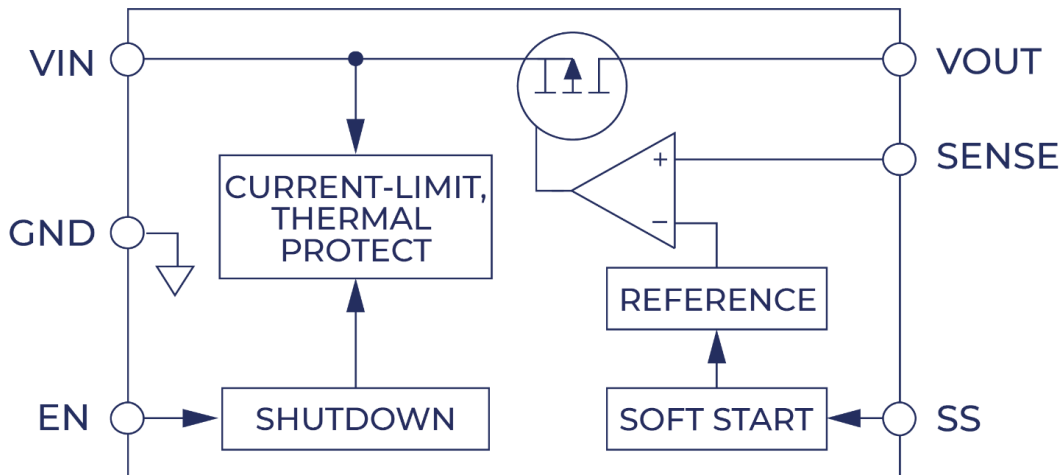 VIN
VOUT
+
SENSE
CURRENT-LIMIT,
THERMAL
PROTECT
−
GND
REFERENCE
EN
SHUTDOWN
SOFT START
SS